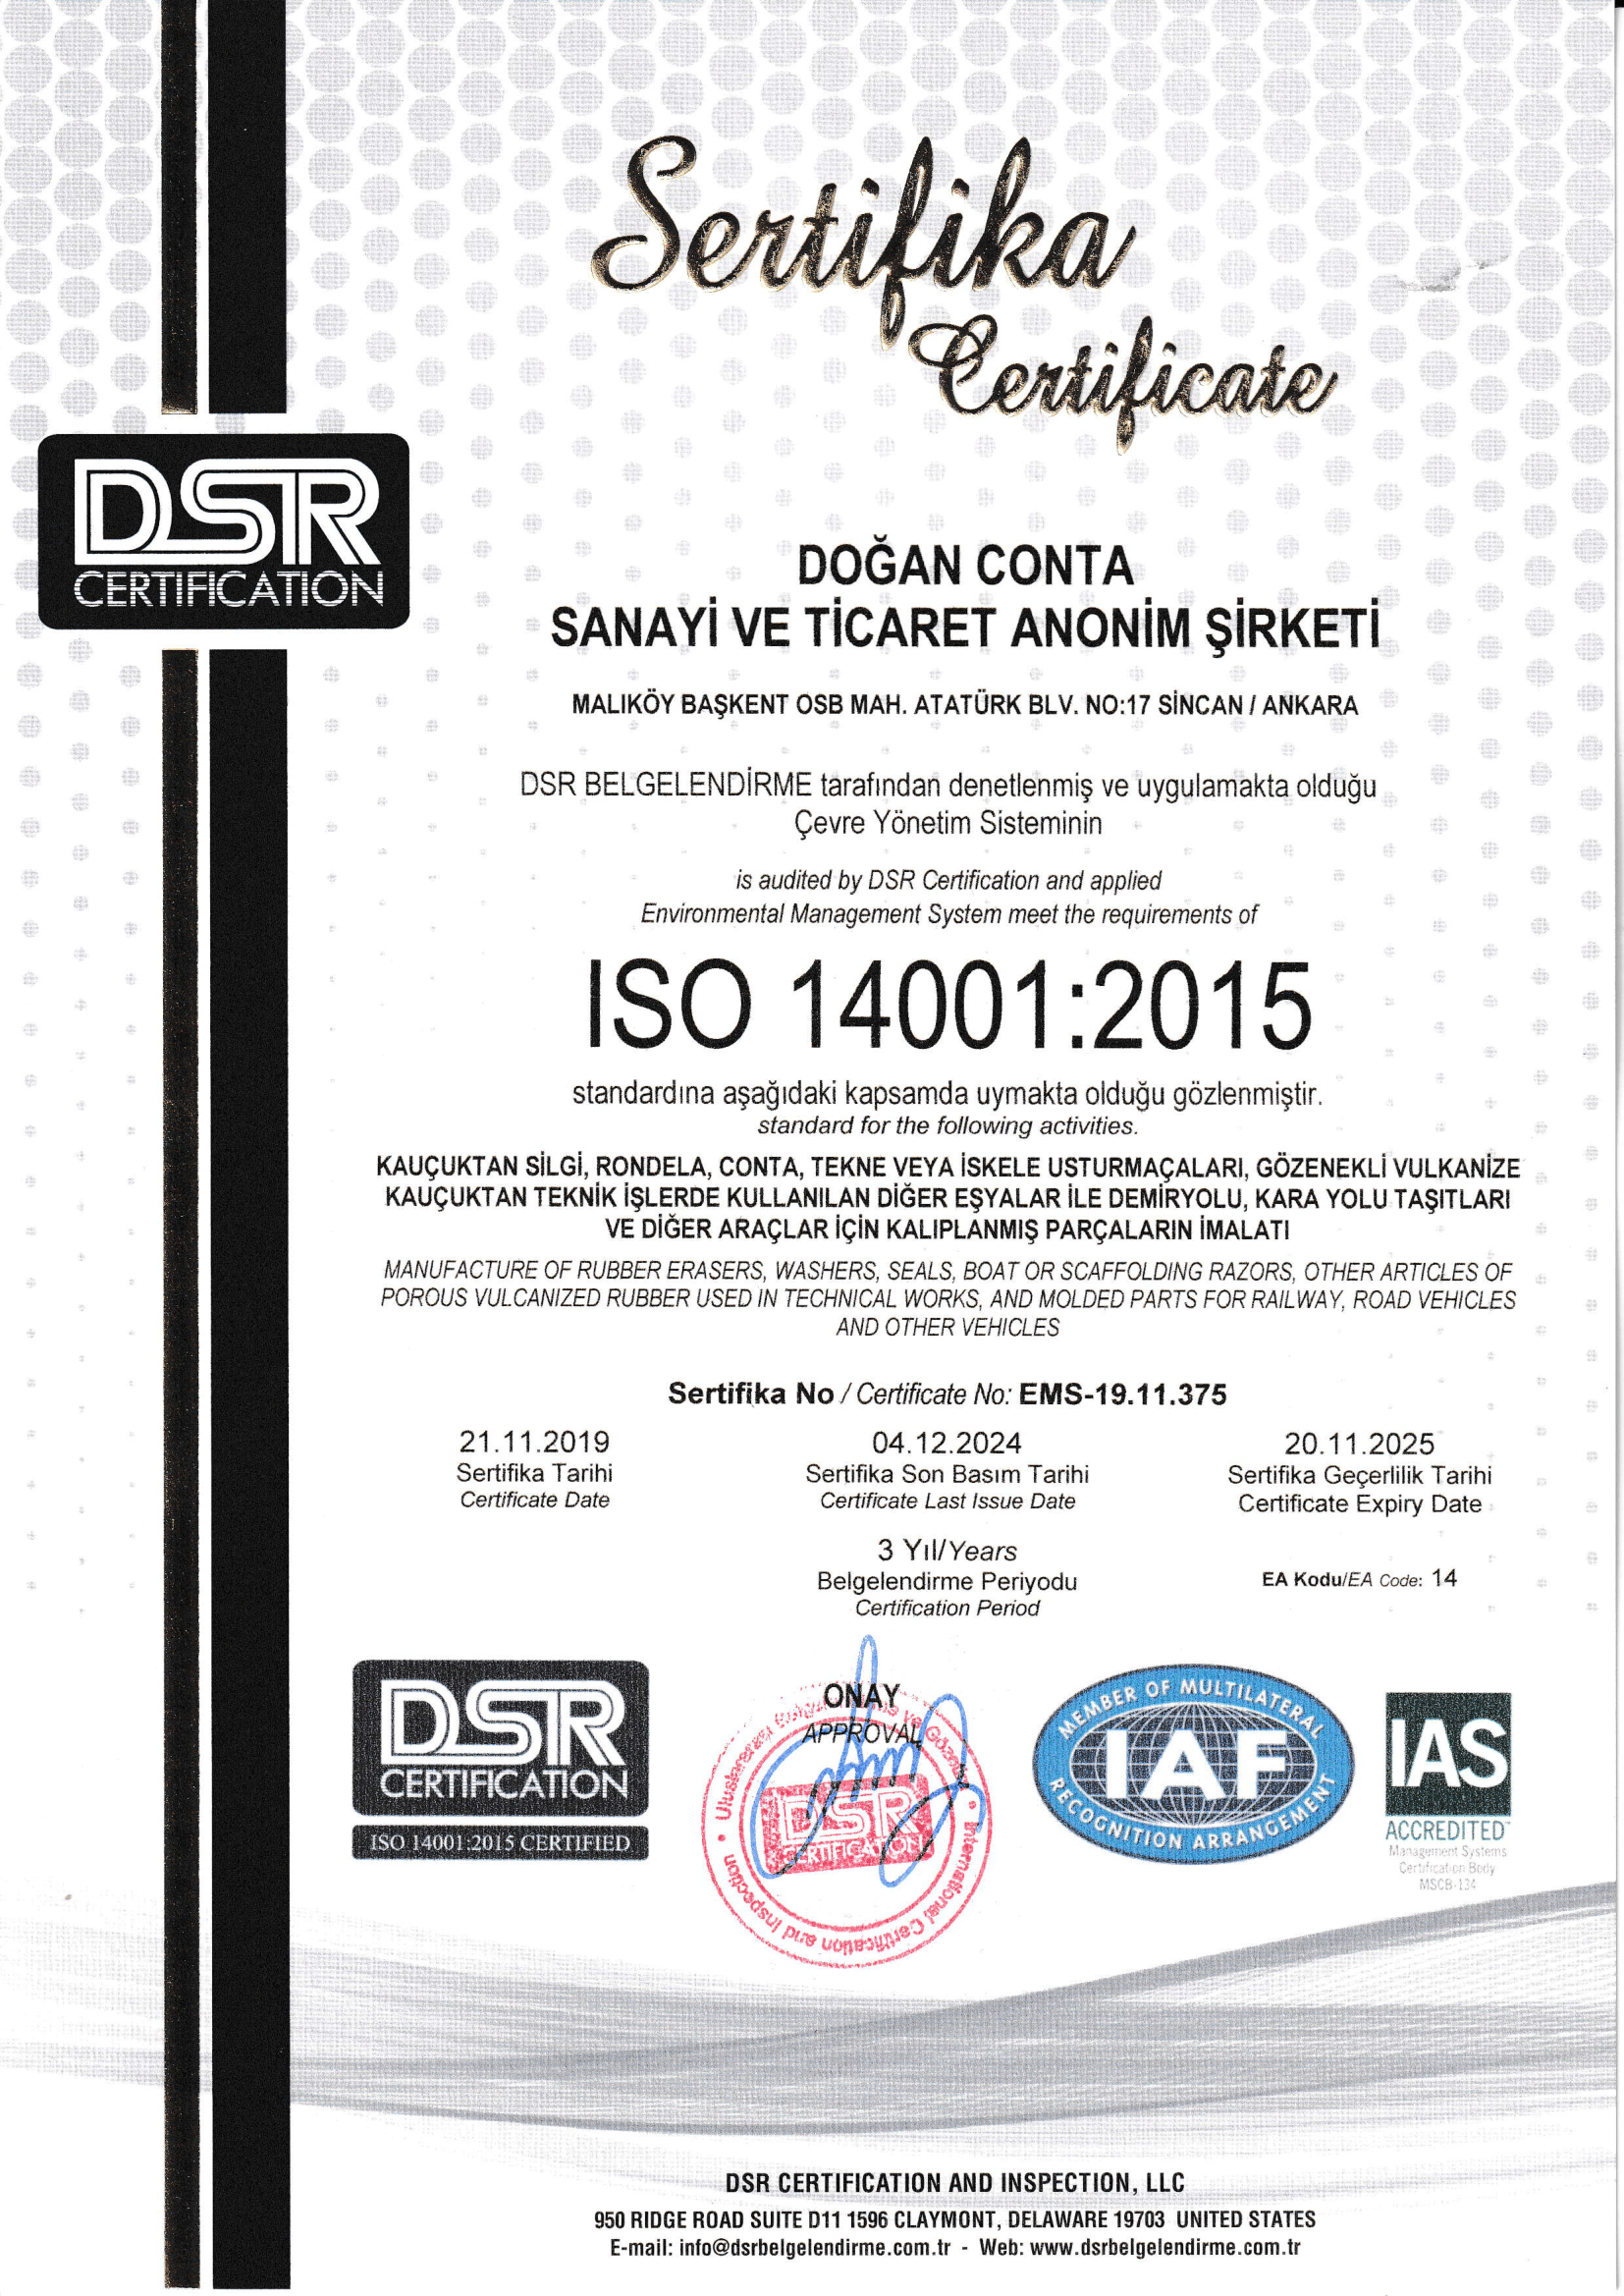 Sertifika
Certificate
DSR
CERTIFICATION
DOĞAN CONTA
SANAYİ VE TİCARET ANONİM ŞİRKETİ
MALIKÖY BAŞKENT OSB MAH. ATATÜRK BLV. NO:17 SİNCAN / ANKARA
DSR BELGELENDİRME tarafından denetlenmiş ve uygulamakta olduğu
Çevre Yönetim Sisteminin
is audited by DSR Certification and applied
Environmental Management System meet the requirements of
ISO 14001:2015
standardına aşağıdaki kapsamda uymakta olduğu gözlenmiştir.
standard for the following activities.
KAUÇUKTAN SİLGİ, RONDELA, CONTA, TEKNE VEYA İSKELE USTURMAÇALARI, GÖZENEKLİ VULKANİZE
KAUÇUKTAN TEKNİK İŞLERDE KULLANILAN DİĞER EŞYALAR İLE DEMİRYOLU, KARA YOLU TAŞITLARI
VE DİĞER ARAÇLAR İÇİN KALIPLANMIŞ PARÇALARIN İMALATI
MANUFACTURE OF RUBBER ERASERS, WASHERS, SEALS, BOAT OR SCAFFOLDING RAZORS, OTHER ARTICLES OF
POROUS VULCANIZED RUBBER USED IN TECHNICAL WORKS, AND MOLDED PARTS FOR RAILWAY, ROAD VEHICLES
AND OTHER VEHICLES
Sertifika No / Certificate No: EMS-19.11.375
21.11.2019
Sertifika Tarihi
Certificate Date
04.12.2024
Sertifika Son Basım Tarihi
Certificate Last Issue Date
20.11.2025
Sertifika Geçerlilik Tarihi
Certificate Expiry Date
3 Yıl/Years
Belgelendirme Periyodu
Certification Period
EA Kodu/EA Code: 14
DSR
CERTIFICATION
ISO 14001:2015 CERTIFIED
ONAY
APPROVAL
Uluslararası ve
DSR
CERTIFICATION
International Certification and Inspection
MEMBER OF MULTILATERAL
IAF
RECOGNITION ARRANGEMENT
IAS
ACCREDITED
Management Systems
Certification Body
MSCB-134
DSR CERTIFICATION AND INSPECTION, LLC
950 RIDGE ROAD SUITE D11 1596 CLAYMONT, DELAWARE 19703 UNITED STATES
E-mail: info@dsrbelgelendirme.com.tr - Web: www.dsrbelgelendirme.com.tr